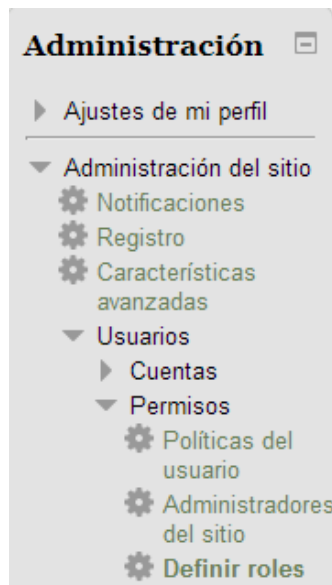 Administración
Ajustes de mi perfil
Administración del sitio
Notificaciones
Registro
Características
avanzadas
Usuarios
Cuentas
Permisos
Políticas del
usuario
Administradores
del sitio
Definir roles